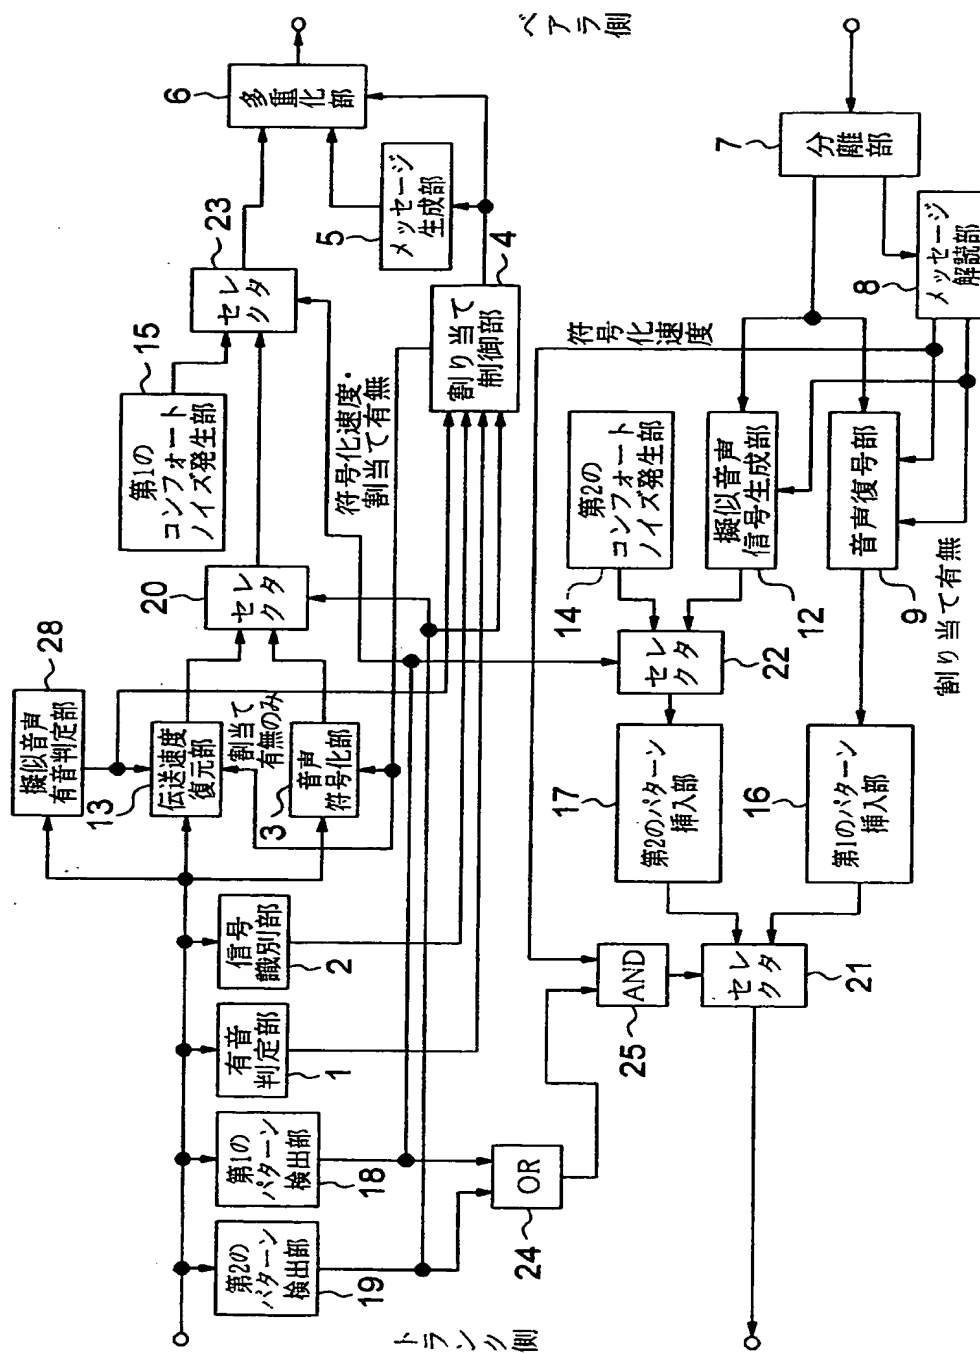 トランク側
ベアラ側
第2の
パターン
検出部
19
第1の
パターン
検出部
18
有音
判定部
1
信号
識別部
2
擬似音声
有音判定部
28
伝送速度
復元部
13
割当て
有無のみ
音声
符号化部
3
セレ
クタ
20
第1の
コンフォート
ノイズ発生部
15
セレ
クタ
23
符号化速度・
割当て有無
割り当て
制御部
4
メッセージ
生成部
5
多重
化部
6
OR
24
AND
25
セレ
クタ
21
第2のパターン
挿入部
17
第1のパターン
挿入部
16
セレ
クタ
22
第2の
コンフォート
ノイズ発生部
14
擬似音声
信号生成部
12
音声復号部
9
割り当て有無
符号化速度
メッセージ
解読部
8
分離
部
7